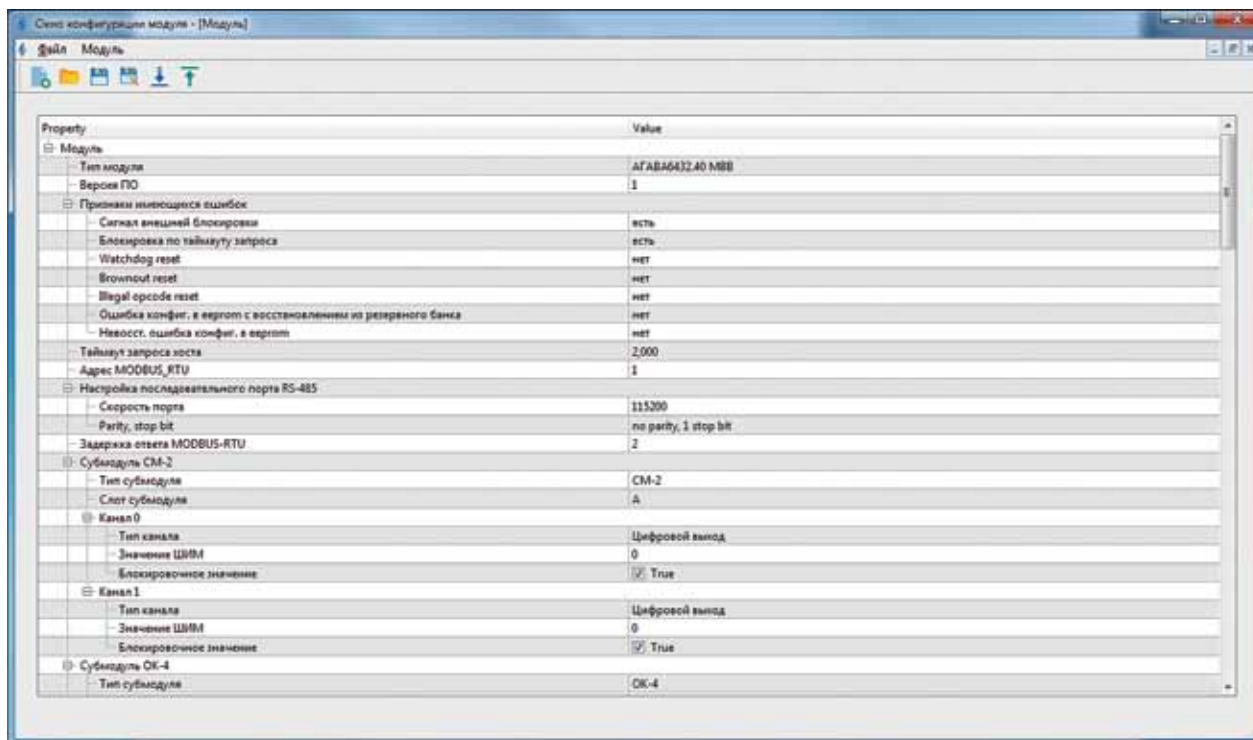 Окно конфигурации модуля - [Модуль]
Файл Модуль
Property Value
Модуль
Тип модуля АГАВА6432.40 МВВ
Версия ПО 1
Признаки имеющихся ошибок
Сигнал внешней блокировки есть
Блокировка по таймауту запроса есть
Watchdog reset нет
Brownout reset нет
Illegal opcode reset нет
Ошибка конфиг. в eeprom с восстановлением из резервного банка нет
Невосст. ошибка конфиг. в eeprom нет
Таймаут запроса хоста 2,000
Адрес MODBUS_RTU 1
Настройка последовательного порта RS-485
Скорость порта 115200
Parity, stop bit no parity, 1 stop bit
Задержка ответа MODBUS-RTU 2
Субмодуль СМ-2
Тип субмодуля СМ-2
Слот субмодуля A
Канал 0
Тип канала Цифровой выход
Значение ШИМ 0
Блокировочное значение True
Канал 1
Тип канала Цифровой выход
Значение ШИМ 0
Блокировочное значение True
Субмодуль ОК-4
Тип субмодуля ОК-4